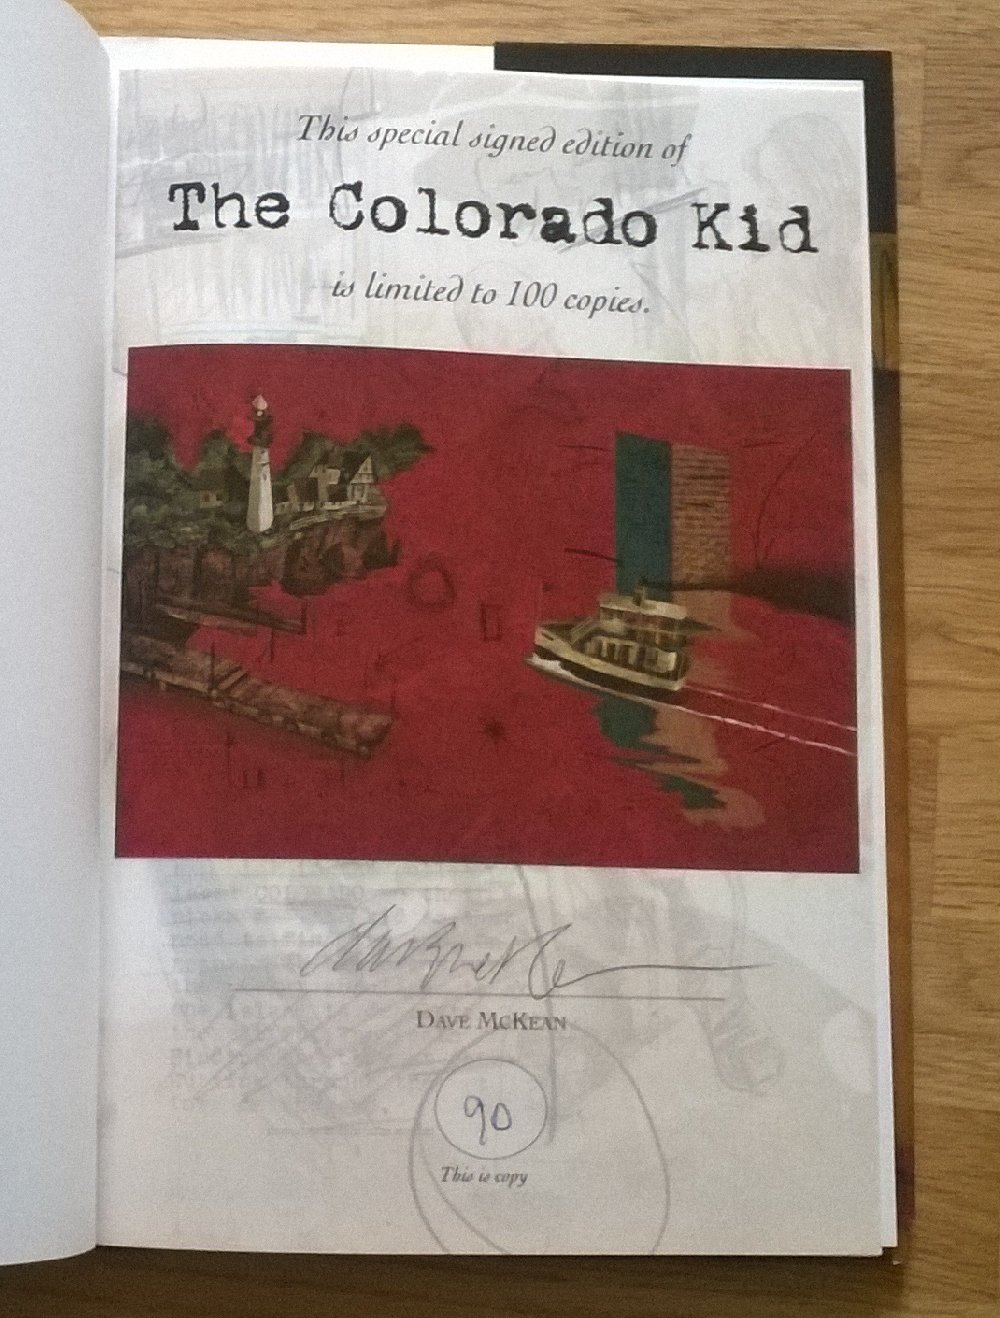 This special signed edition of
The Colorado Kid
is limited to 100 copies.
DAVE MCKEAN
90
This is copy